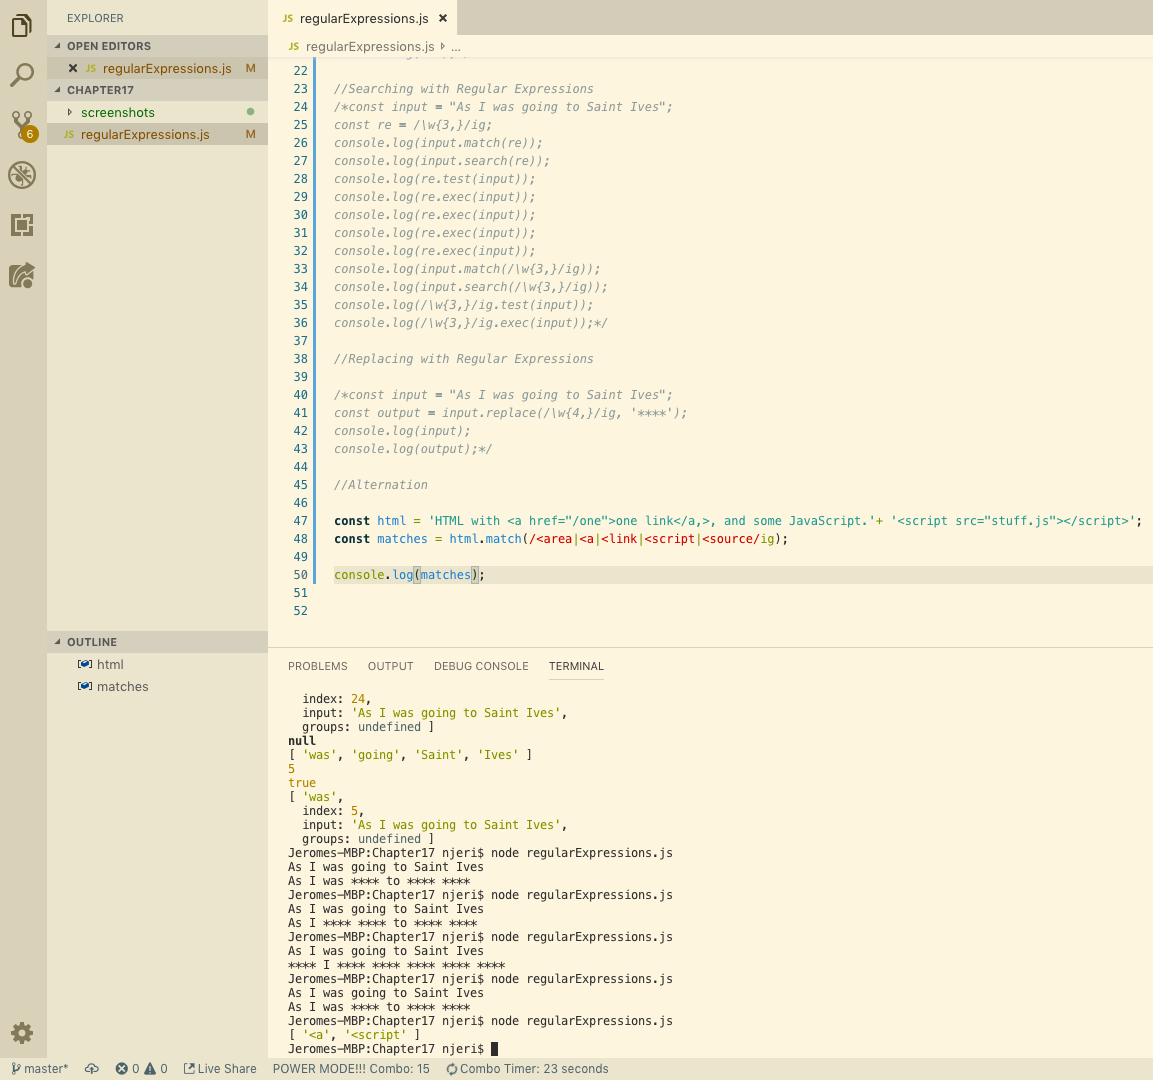 EXPLORER
OPEN EDITORS
JS regularExpressions.js M
CHAPTER17
screenshots
JS regularExpressions.js M
6
OUTLINE
html
matches
JS regularExpressions.js
JS regularExpressions.js ...
22
23 //Searching with Regular Expressions
24 /*const input = "As I was going to Saint Ives";
25 const re = /\w{3,}/ig;
26 console.log(input.match(re));
27 console.log(input.search(re));
28 console.log(re.test(input));
29 console.log(re.exec(input));
30 console.log(re.exec(input));
31 console.log(re.exec(input));
32 console.log(re.exec(input));
33 console.log(input.match(/\w{3,}/ig));
34 console.log(input.search(/\w{3,}/ig));
35 console.log(/\w{3,}/ig.test(input));
36 console.log(/\w{3,}/ig.exec(input));*/
37
38 //Replacing with Regular Expressions
39
40 /*const input = "As I was going to Saint Ives";
41 const output = input.replace(/\w{4,}/ig, '****');
42 console.log(input);
43 console.log(output);*/
44
45 //Alternation
46
47 const html = 'HTML with <a href="/one">one link</a,>, and some JavaScript.'+ '<script src="stuff.js"></script>';
48 const matches = html.match(/<area|<a|<link|<script|<source/ig);
49
50 console.log(matches);
51
52
PROBLEMS OUTPUT DEBUG CONSOLE TERMINAL
index: 24,
input: 'As I was going to Saint Ives',
groups: undefined ]
null
[ 'was', 'going', 'Saint', 'Ives' ]
5
true
[ 'was',
index: 5,
input: 'As I was going to Saint Ives',
groups: undefined ]
Jeromes-MBP:Chapter17 njeri$ node regularExpressions.js
As I was going to Saint Ives
As I was **** to **** ****
Jeromes-MBP:Chapter17 njeri$ node regularExpressions.js
As I was going to Saint Ives
As I **** **** to **** ****
Jeromes-MBP:Chapter17 njeri$ node regularExpressions.js
As I was going to Saint Ives
**** I **** **** **** **** ****
Jeromes-MBP:Chapter17 njeri$ node regularExpressions.js
As I was going to Saint Ives
As I was **** to **** ****
Jeromes-MBP:Chapter17 njeri$ node regularExpressions.js
[ '<a', '<script' ]
Jeromes-MBP:Chapter17 njeri$
master* 0 0 Live Share POWER MODE!!! Combo: 15 Combo Timer: 23 seconds